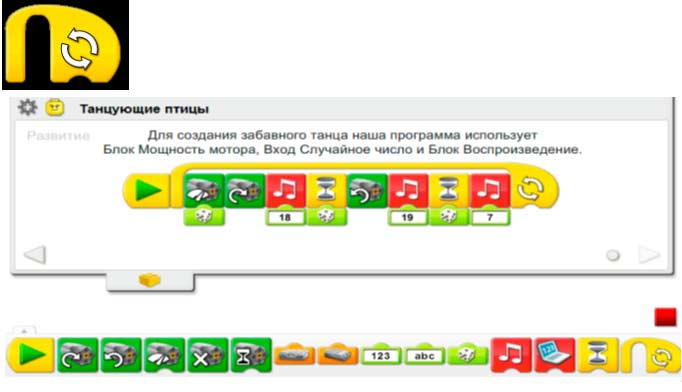 Танцующие птицы
Развитие
Для создания забавного танца наша программа использует
Блок Мощность мотора, Вход Случайное число и Блок Воспроизведение.
18 19 7
123 abc